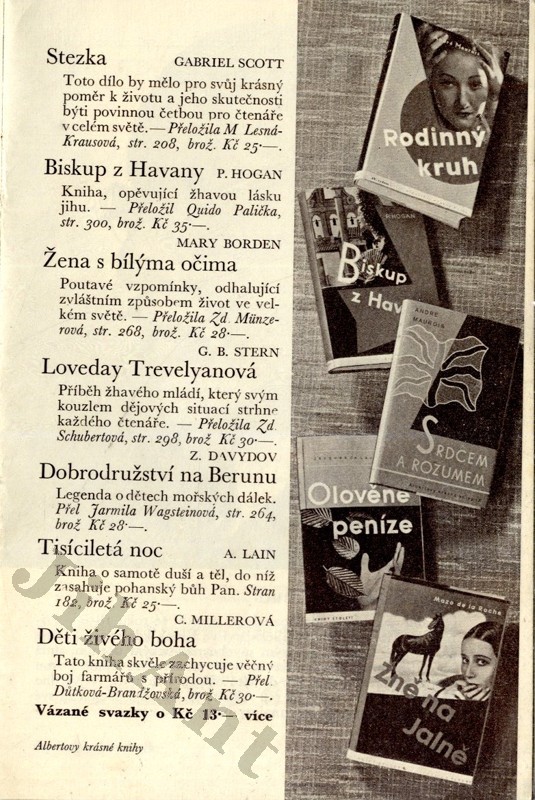 Stezka GABRIEL SCOTT
Toto dílo by mělo pro svůj krásný
poměr k životu a jeho skutečnosti
býti povinnou četbou pro čtenáře
v celém světě. — Přeložila M Lesná-
Krausová, str. 208, brož. Kč 25·—.
Biskup z Havany P. HOGAN
Kniha, opěvující žhavou lásku
jihu. — Přeložil Quido Palička,
str. 300, brož. Kč 35·—.
MARY BORDEN
Žena s bílýma očima
Poutavé vzpomínky, odhalující
zvláštním způsobem život ve vel-
kém světě. — Přeložila Zd. Münze-
rová, str. 268, brož. Kč 28·—.
G. B. STERN
Loveday Trevelyanová
Příběh žhavého mládí, který svým
kouzlem dějových situací strhne
každého čtenáře. — Přeložila Zd.
Schubertová, str. 298, brož Kč 30·—.
Z. DAVYDOV
Dobrodružství na Berunu
Legenda o dětech mořských dálek.
Přel Jarmila Wagsteinová, str. 264,
brož Kč 28·—.
Tisíciletá noc A. LAIN
Kniha o samotě duší a těl, do níž
zasahuje pohanský bůh Pan. Stran
182, brož Kč 25·—.
C. MILLEROVÁ
Děti živého boha
Tato kniha skvěle zachycuje věčný
boj farmářů s přírodou. — Přel
Důtková-Brandžovská, brož. Kč 30·—.
Vázané svazky o Kč 13·— více
Albertovy krásné knihy
Rodinný
kruh
HOGAN
Biskup
z Hav
ANDRÉ
MAUROIS
SRDCEM
A ROZUMEM
Olověné
peníze
KNIHY STOLETÍ
Mazo de la Roche
Žně na
Jalně
JihAnt